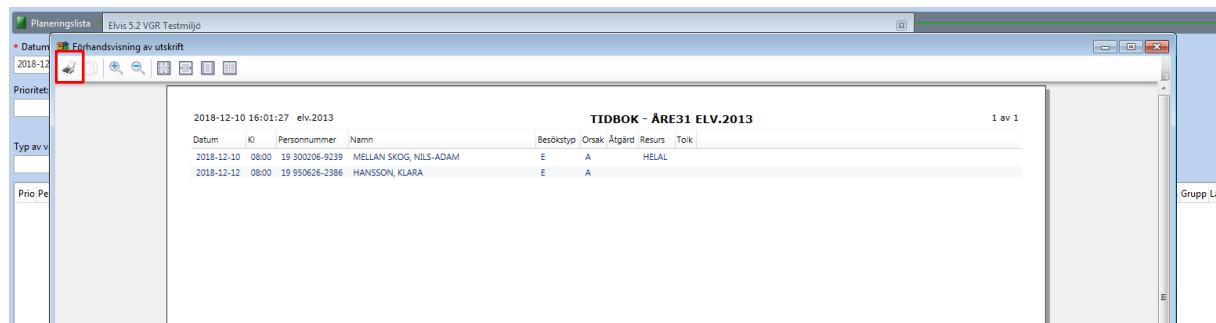 Planeringslista Elvis 5.2 VGR Testmiljö
* Datum Förhandsvisning av utskrift
2018-12
Prioritet:
2018-12-10 16:01:27 elv.2013 TIDBOK - ÅRE31 ELV.2013 1 av 1
Datum Kl Personnummer Namn Besökstyp Orsak Åtgärd Resurs Tolk
Typ av v
2018-12-10 08:00 19 300206-9239 MELLAN SKOG, NILS-ADAM E A HELAL
2018-12-12 08:00 19 950626-2386 HANSSON, KLARA E A
Prio Pe Grupp Lä